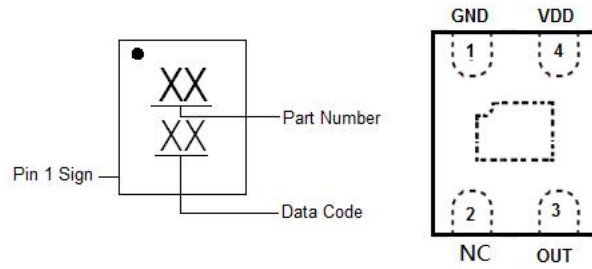 XX
XX
Part Number
Pin 1 Sign
Data Code
GND VDD
1 4
2 3
NC OUT